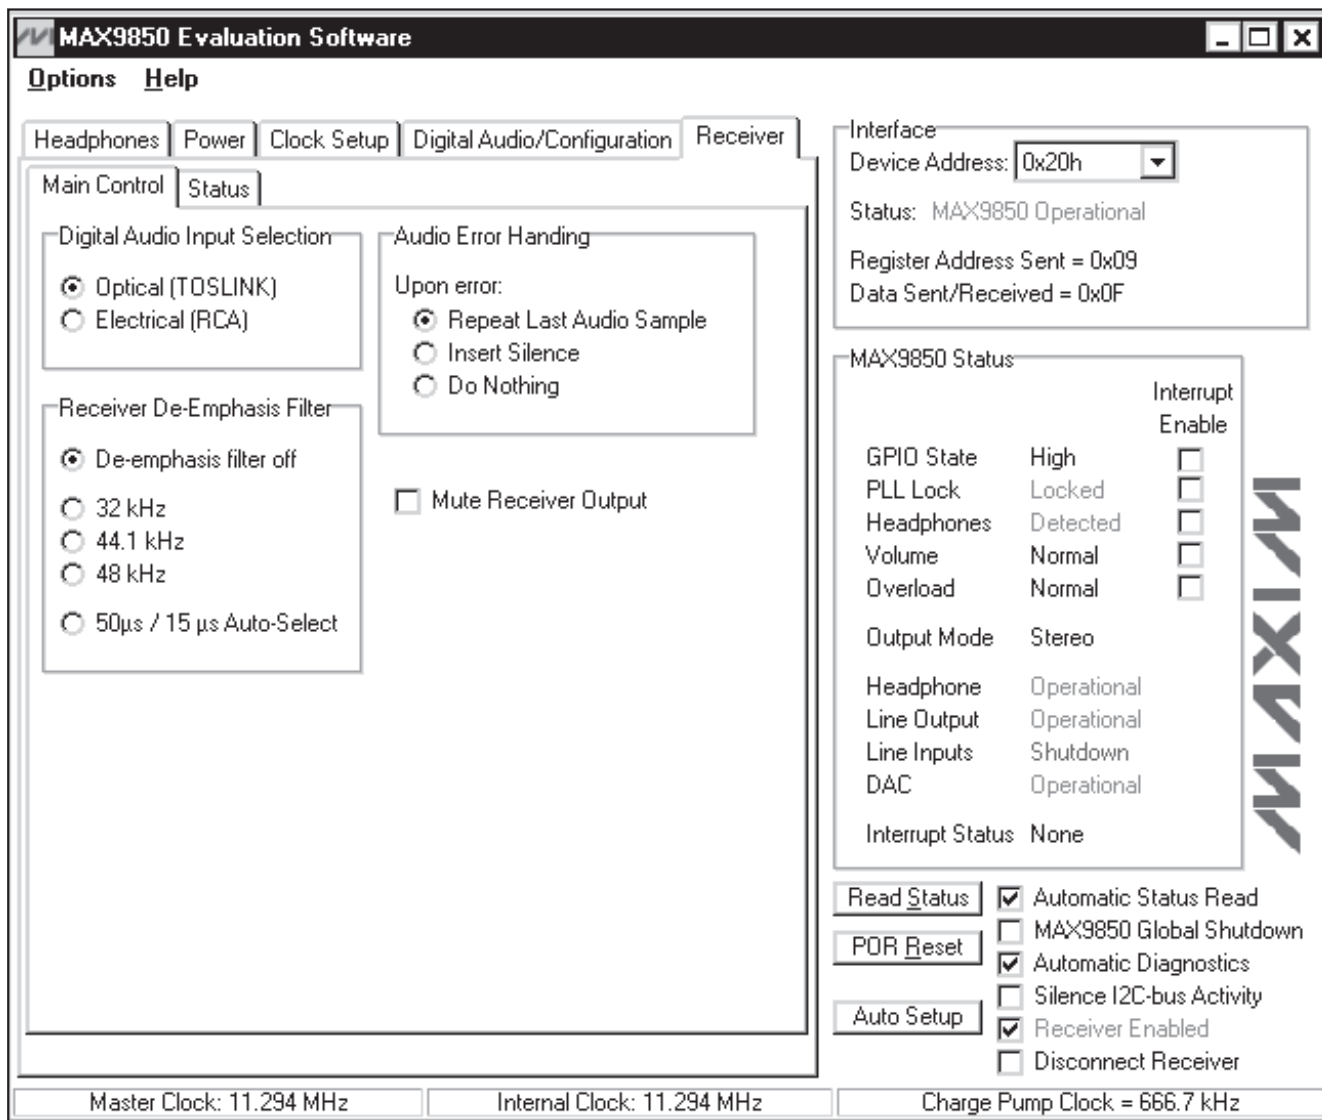 MAX9850 Evaluation Software
Options Help
Headphones Power Clock Setup Digital Audio/Configuration Receiver
Main Control Status
Digital Audio Input Selection
Optical (TOSLINK)
Electrical (RCA)
Audio Error Handing
Upon error:
Repeat Last Audio Sample
Insert Silence
Do Nothing
Receiver De-Emphasis Filter
De-emphasis filter off
32 kHz
44.1 kHz
48 kHz
50µs / 15 µs Auto-Select
Mute Receiver Output
Interface
Device Address: 0x20h
Status: MAX9850 Operational
Register Address Sent = 0x09
Data Sent/Received = 0x0F
MAX9850 Status
Interrupt
Enable
GPIO State High
PLL Lock Locked
Headphones Detected
Volume Normal
Overload Normal
Output Mode Stereo
Headphone Operational
Line Output Operational
Line Inputs Shutdown
DAC Operational
Interrupt Status None
MAXIM
Read Status
POR Reset
Auto Setup
Automatic Status Read
MAX9850 Global Shutdown
Automatic Diagnostics
Silence I2C-bus Activity
Receiver Enabled
Disconnect Receiver
Master Clock: 11.294 MHz Internal Clock: 11.294 MHz Charge Pump Clock = 666.7 kHz